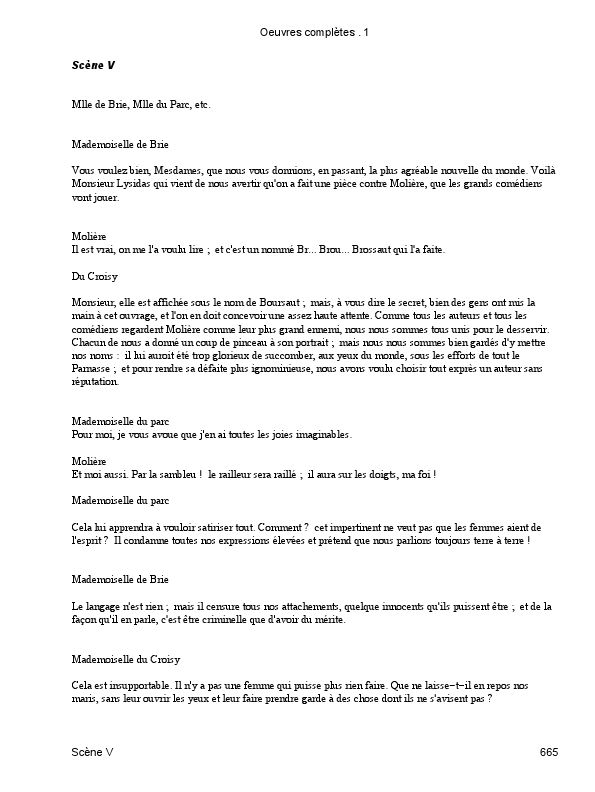 Oeuvres complètes . 1
Scène V
Mlle de Brie, Mlle du Parc, etc.
Mademoiselle de Brie
Vous voulez bien, Mesdames, que nous vous donnions, en passant, la plus agréable nouvelle du monde. Voilà
Monsieur Lysidas qui vient de nous avertir qu'on a fait une pièce contre Molière, que les grands comédiens
vont jouer.
Molière
Il est vrai, on me l'a voulu lire ; et c'est un nommé Br... Brou... Brossaut qui l'a faite.
Du Croisy
Monsieur, elle est affichée sous le nom de Boursaut ; mais, à vous dire le secret, bien des gens ont mis la
main à cet ouvrage, et l'on en doit concevoir une assez haute attente. Comme tous les auteurs et tous les
comédiens regardent Molière comme leur plus grand ennemi, nous nous sommes tous unis pour le desservir.
Chacun de nous a donné un coup de pinceau à son portrait ; mais nous nous sommes bien gardés d'y mettre
nos noms : il lui auroit été trop glorieux de succomber, aux yeux du monde, sous les efforts de tout le
Parnasse ; et pour rendre sa défaite plus ignominieuse, nous avons voulu choisir tout exprès un auteur sans
réputation.
Mademoiselle du parc
Pour moi, je vous avoue que j'en ai toutes les joies imaginables.
Molière
Et moi aussi. Par la sambleu ! le railleur sera raillé ; il aura sur les doigts, ma foi !
Mademoiselle du parc
Cela lui apprendra à vouloir satiriser tout. Comment ? cet impertinent ne veut pas que les femmes aient de
l'esprit ? Il condamne toutes nos expressions élevées et prétend que nous parlions toujours terre à terre !
Mademoiselle de Brie
Le langage n'est rien ; mais il censure tous nos attachements, quelque innocents qu'ils puissent être ; et de la
façon qu'il en parle, c'est être criminelle que d'avoir du mérite.
Mademoiselle du Croisy
Cela est insupportable. Il n'y a pas une femme qui puisse plus rien faire. Que ne laisse−t−il en repos nos
maris, sans leur ouvrir les yeux et leur faire prendre garde à des chose dont ils ne s'avisent pas ?
Scène V 665